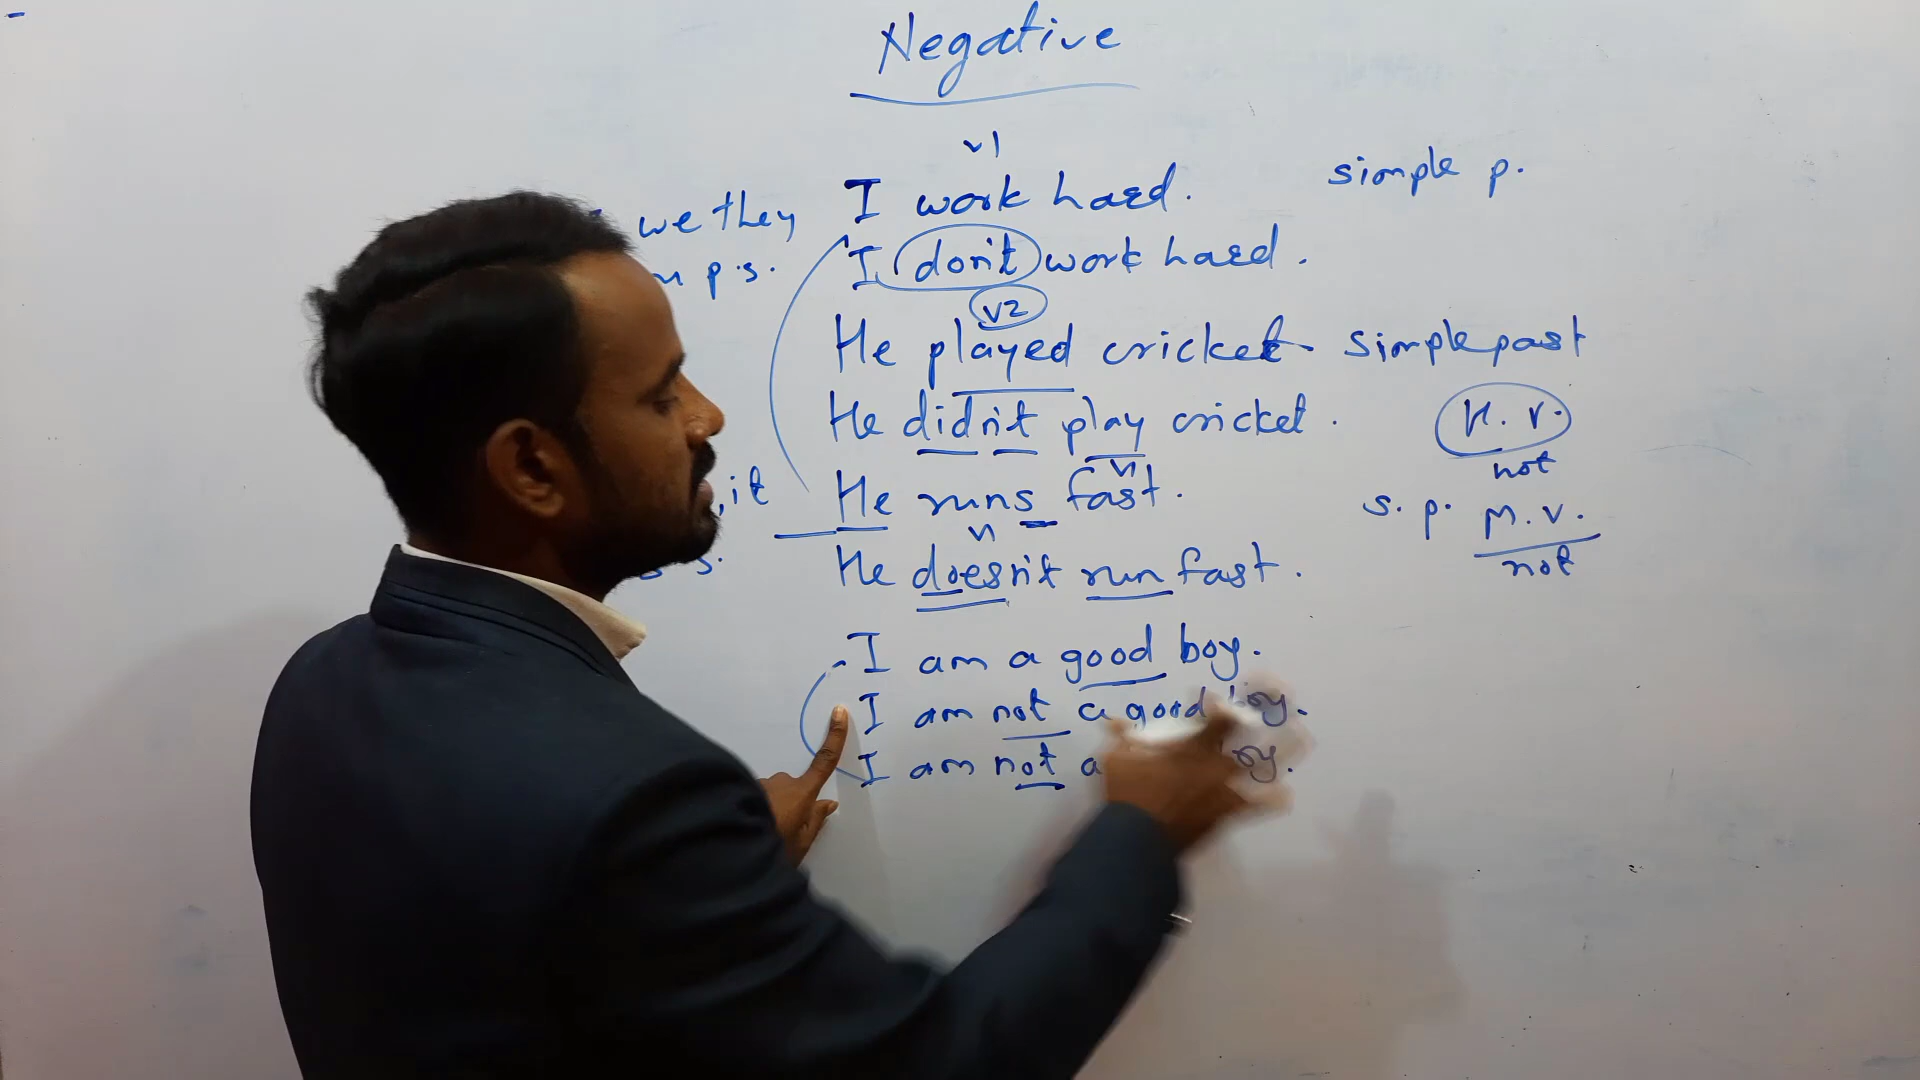 Negative
v1
we they I work hard. simple p.
p.s. I don't work hard.
v2
He played cricket. simple past
He didn't play cricket. H.V.
v1 not
, it He runs fast. s. p. M.V.
v1 not
s. He doesn't run fast.
I am a good boy.
I am not a good boy.
I am not a boy.